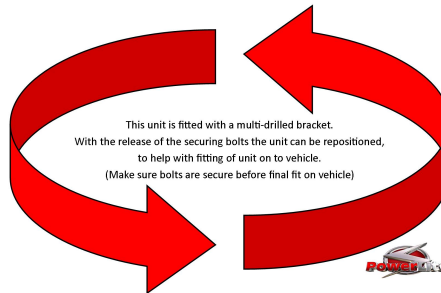 This unit is fitted with a multi-drilled bracket.
With the release of the securing bolts the unit can be repositioned,
to help with fitting of unit on to vehicle.
(Make sure bolts are secure before final fit on vehicle)